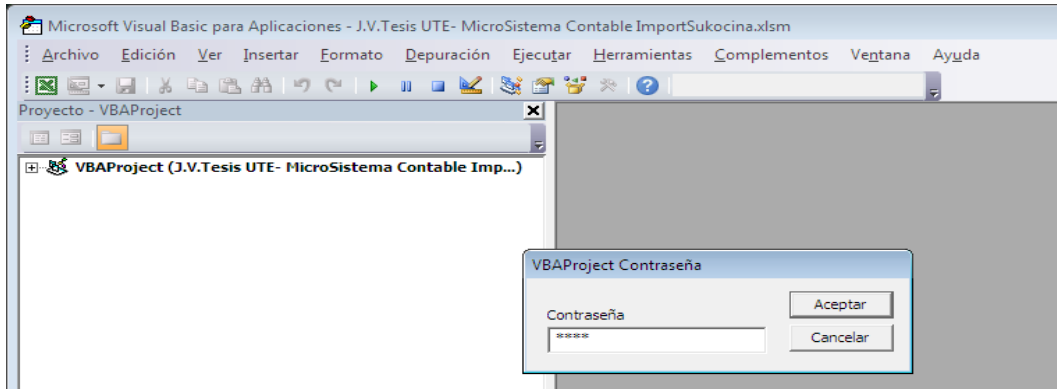 Microsoft Visual Basic para Aplicaciones - J.V.Tesis UTE- MicroSistema Contable ImportSukocina.xlsm
Archivo Edición Ver Insertar Formato Depuración Ejecutar Herramientas Complementos Ventana Ayuda
Proyecto - VBAProject
VBAProject (J.V.Tesis UTE- MicroSistema Contable Imp...)
VBAProject Contraseña
Contraseña
****
Aceptar
Cancelar